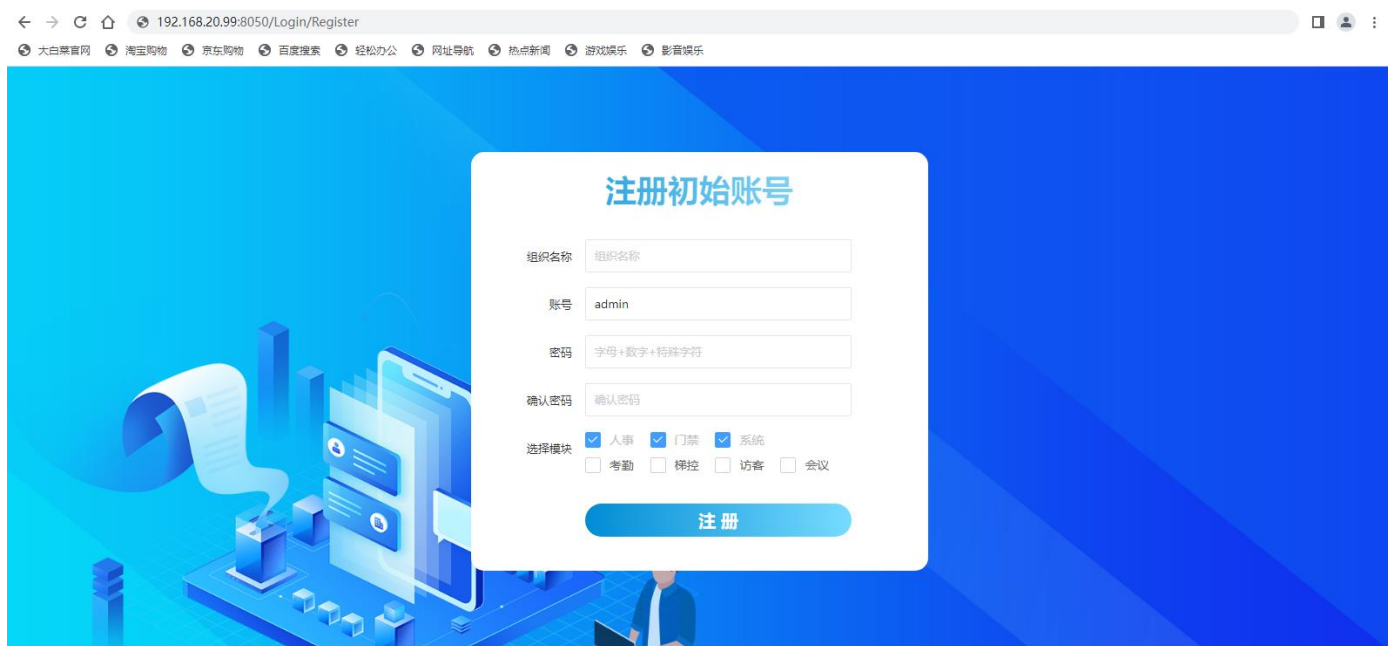 192.168.20.99:8050/Login/Register
大白菜官网 淘宝购物 京东购物 百度搜索 轻松办公 网址导航 热点新闻 游戏娱乐 影音娱乐
注册初始账号
组织名称 组织名称
账号 admin
密码 字母+数字+特殊字符
确认密码 确认密码
选择模块 人事 门禁 系统
考勤 梯控 访客 会议
注 册